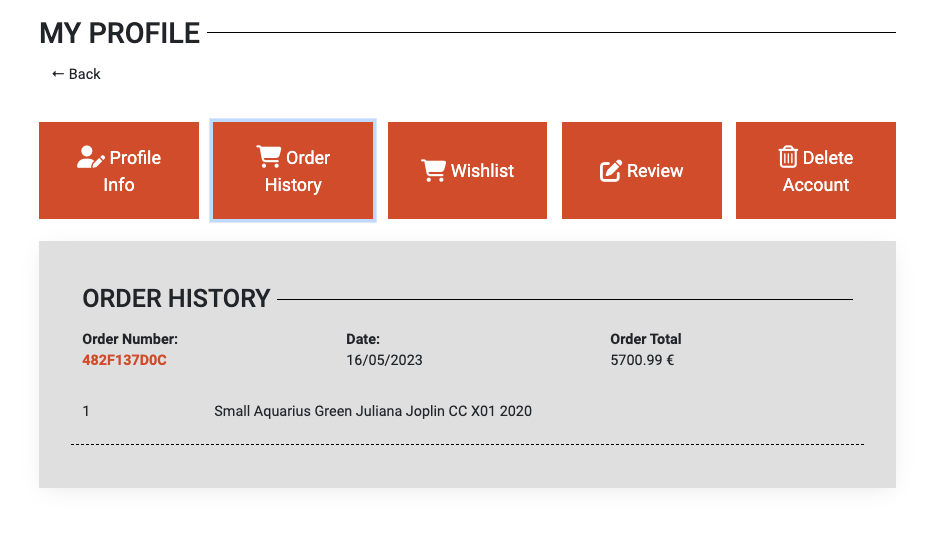 MY PROFILE
← Back
Profile
Info
Order
History
Wishlist
Review
Delete
Account
ORDER HISTORY
Order Number: Date: Order Total
482F137D0C 16/05/2023 5700.99 €
1 Small Aquarius Green Juliana Joplin CC X01 2020